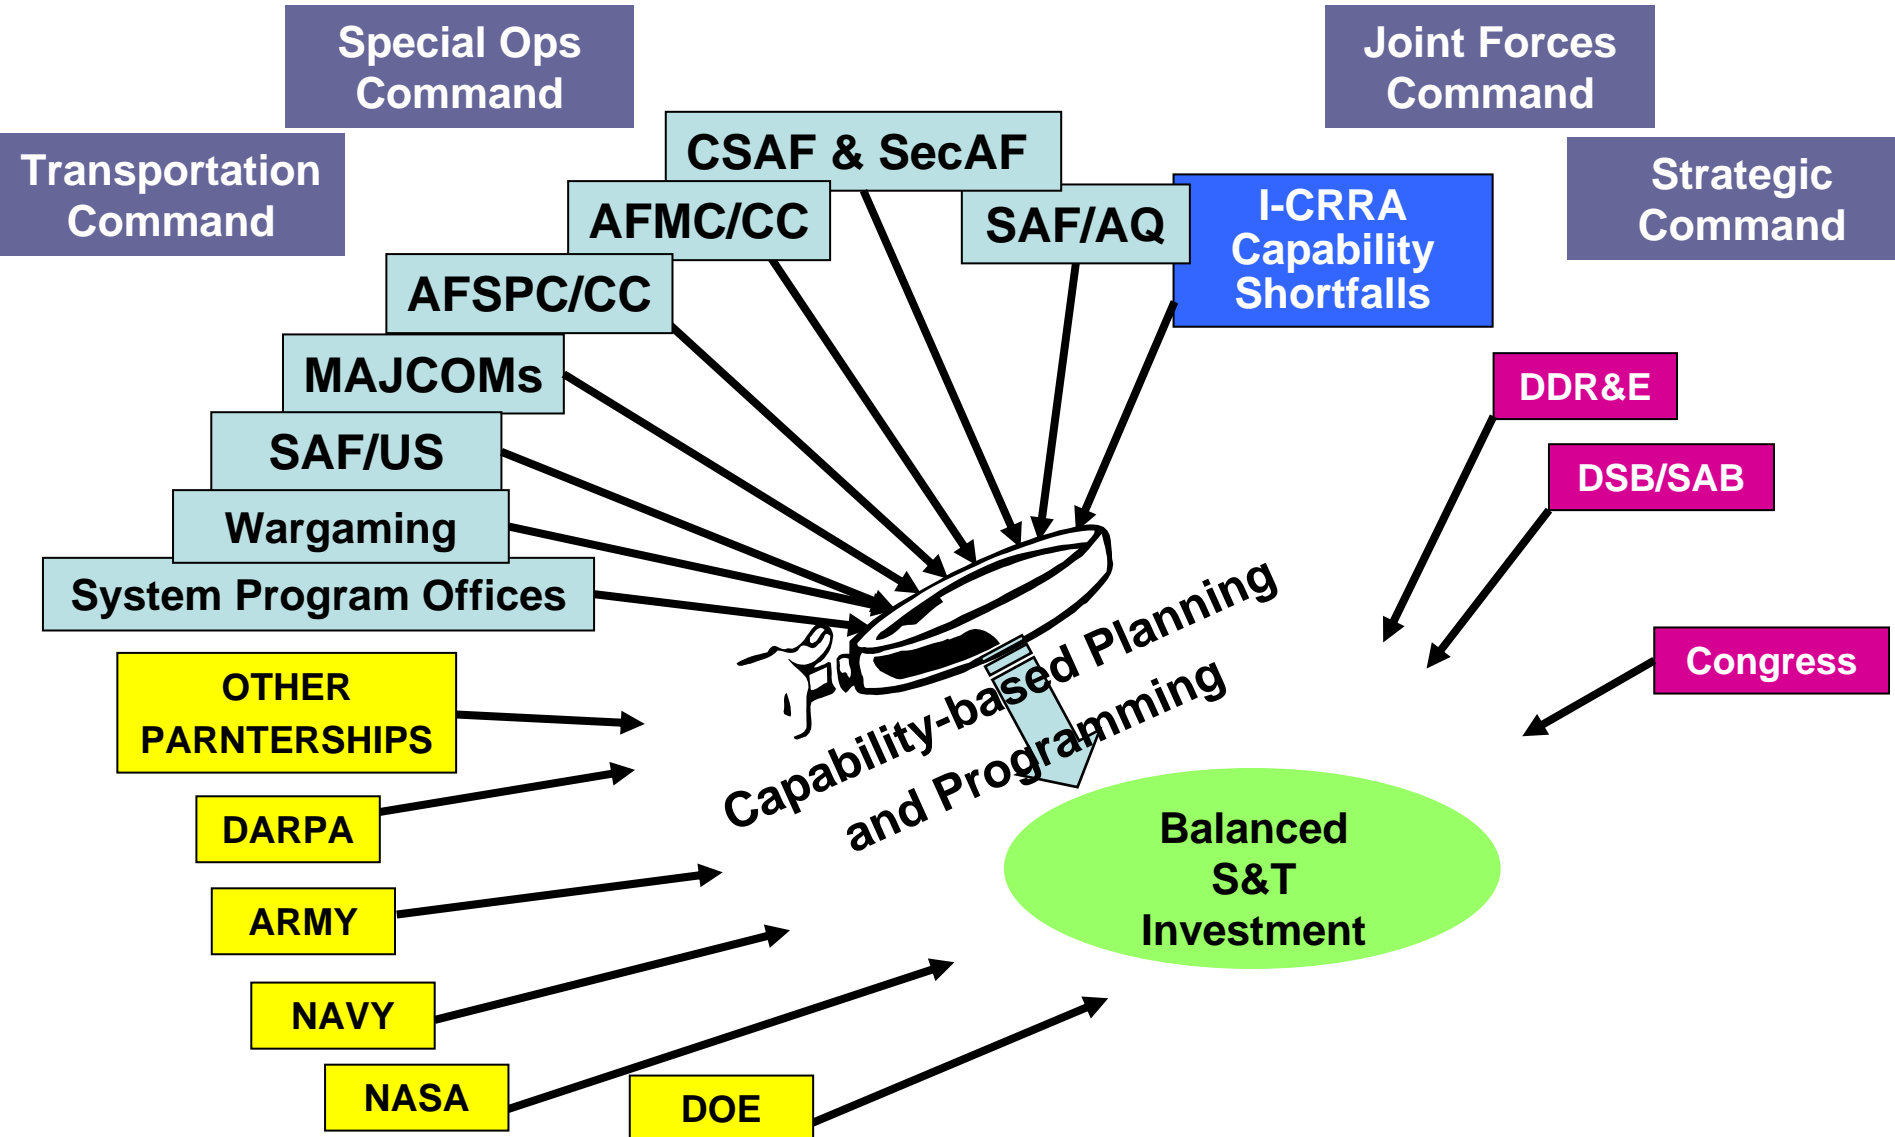 Special Ops
Command
Joint Forces
Command
Transportation
Command
CSAF & SecAF
Strategic
Command
AFMC/CC
SAF/AQ
I-CRRA
Capability
Shortfalls
AFSPC/CC
MAJCOMs
DDR&E
SAF/US
DSB/SAB
Wargaming
System Program Offices
Congress
OTHER
PARNTERSHIPS
Capability-based Planning
and Programming
DARPA
Balanced
S&T
Investment
ARMY
NAVY
NASA
DOE